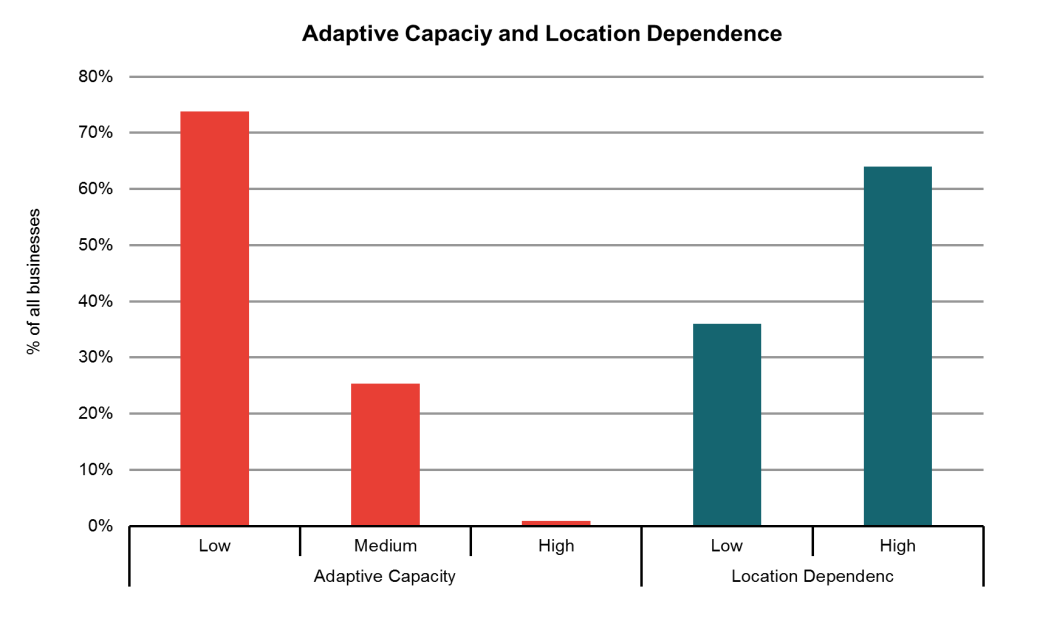 Adaptive Capaciy and Location Dependence
80%
70%
60%
50%
40%
30%
20%
10%
0%
% of all businesses
Low Medium High Low High
Adaptive Capacity Location Dependenc